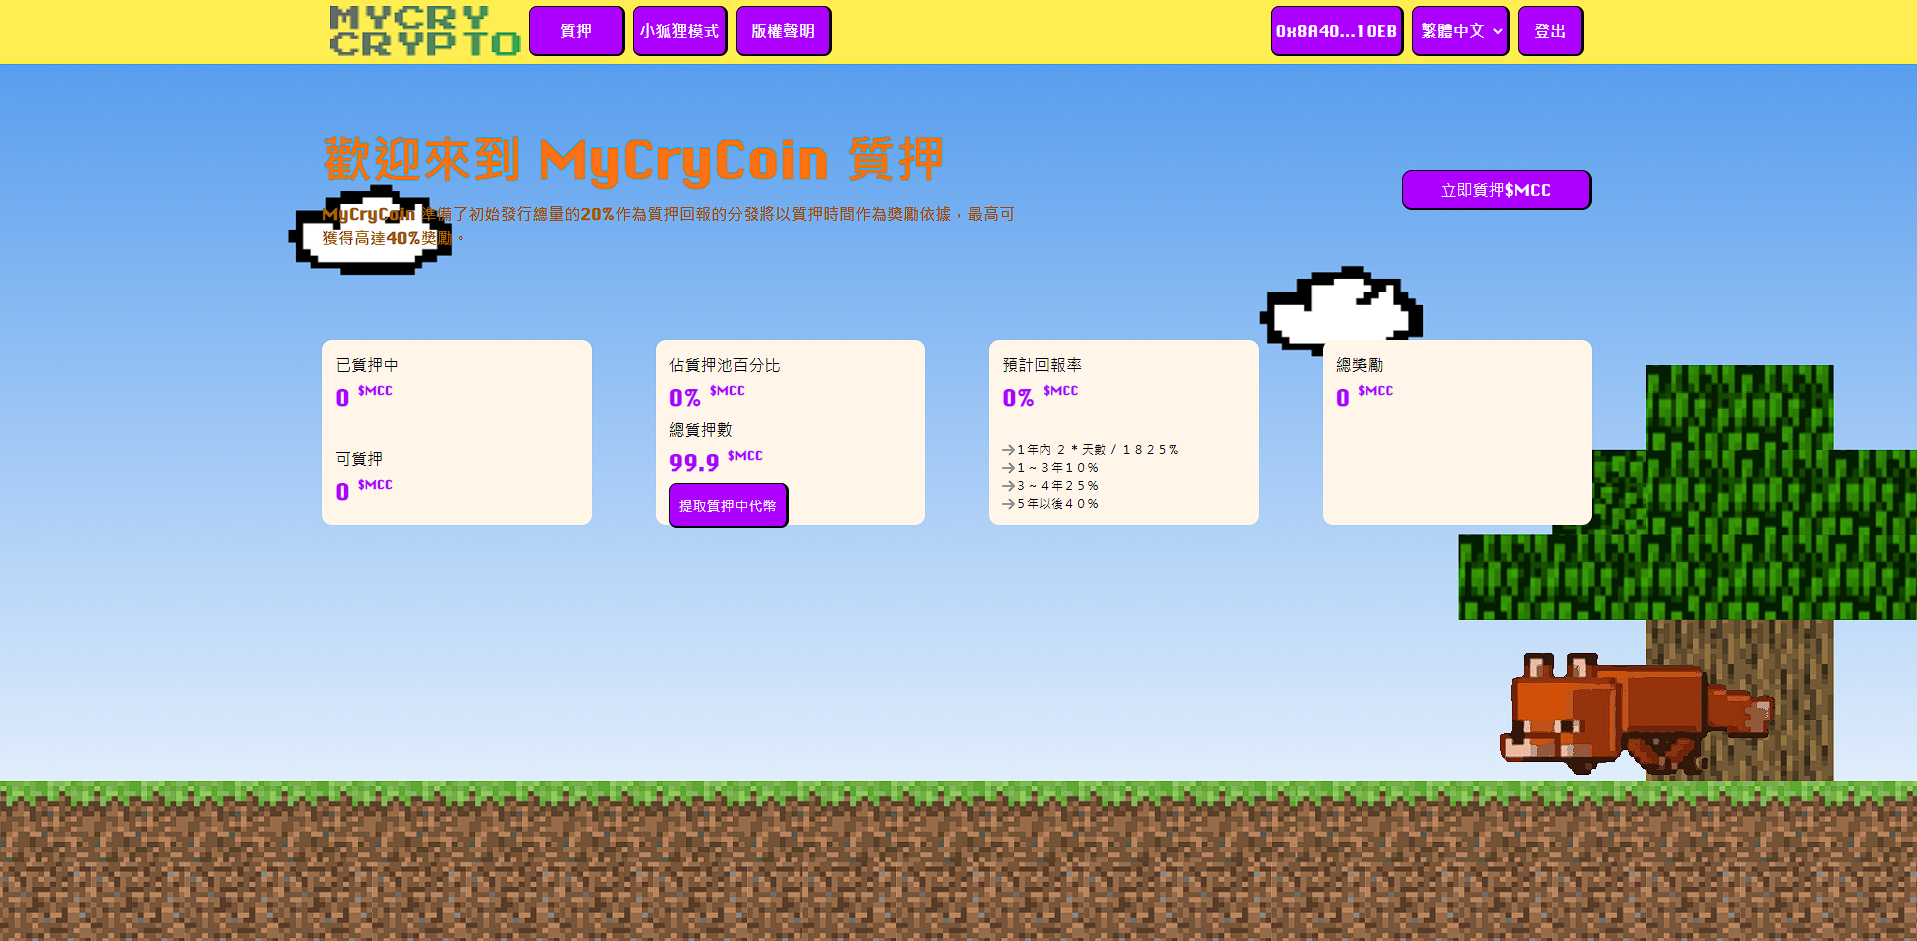 MYCRY
CRYPTO
質押
小狐狸模式
版權聲明
0x8A40...10EB
繁體中文
登出
歡迎來到 MyCryCoin 質押
MyCryCoin 準備了初始發行總量的20%作為質押回報的分發將以質押時間作為獎勵依據，最高可
獲得高達40%獎勵。
立即質押$MCC
已質押中
0 $MCC
可質押
0 $MCC
佔質押池百分比
0% $MCC
總質押數
99.9 $MCC
提取質押中代幣
預計回報率
0% $MCC
→1年內 2＊天數/1825%
→1~3年10%
→3~4年25%
→5年以後40%
總獎勵
0 $MCC